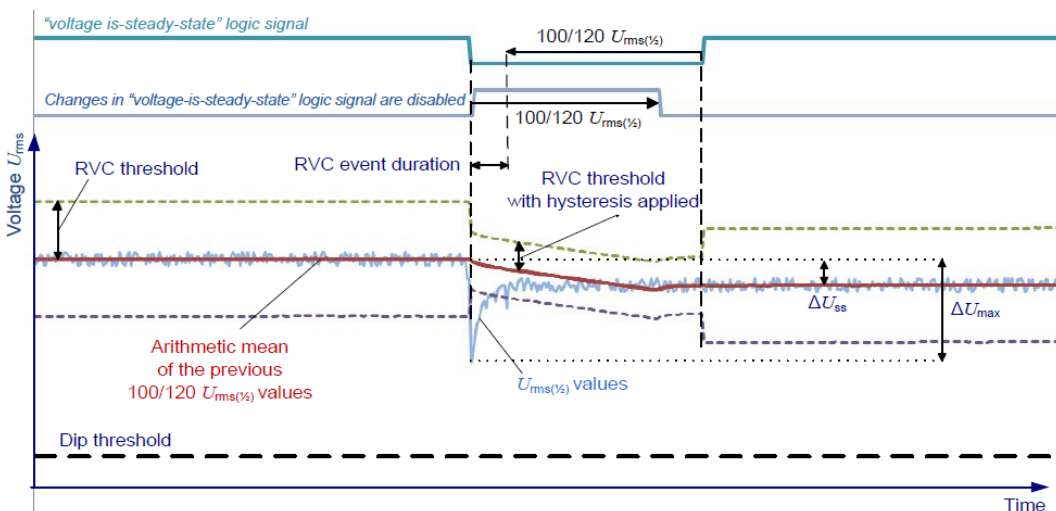 “voltage is-steady-state” logic signal
100/120 Urms(½)
Changes in “voltage-is-steady-state” logic signal are disabled
100/120 Urms(½)
Voltage Urms
RVC threshold
RVC event duration
RVC threshold
with hysteresis applied
ΔUss
ΔUmax
Arithmetic mean
of the previous
100/120 Urms(½) values
Urms(½) values
Dip threshold
Time